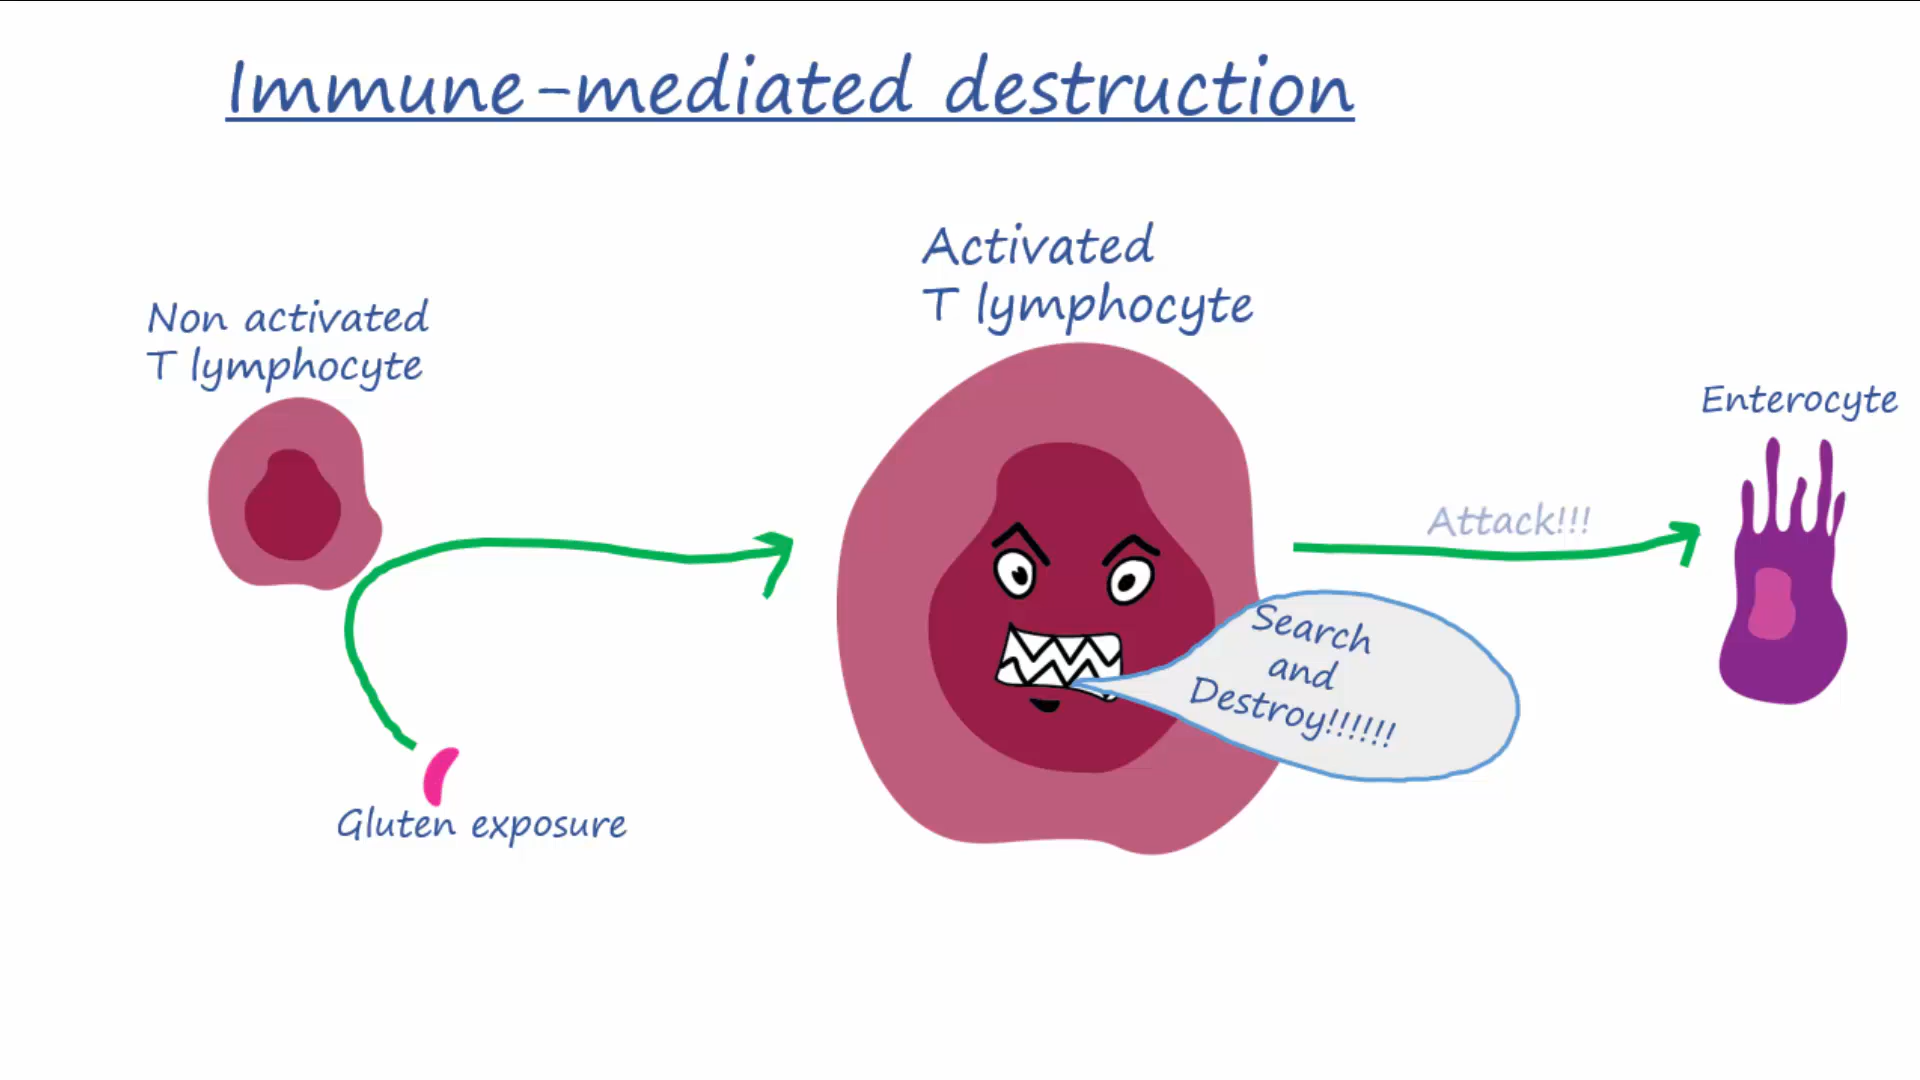 Immune-mediated destruction
Non activated
T lymphocyte
Gluten exposure
Activated
T lymphocyte
Search
and
Destroy!!!!!!
Attack!!!
Enterocyte